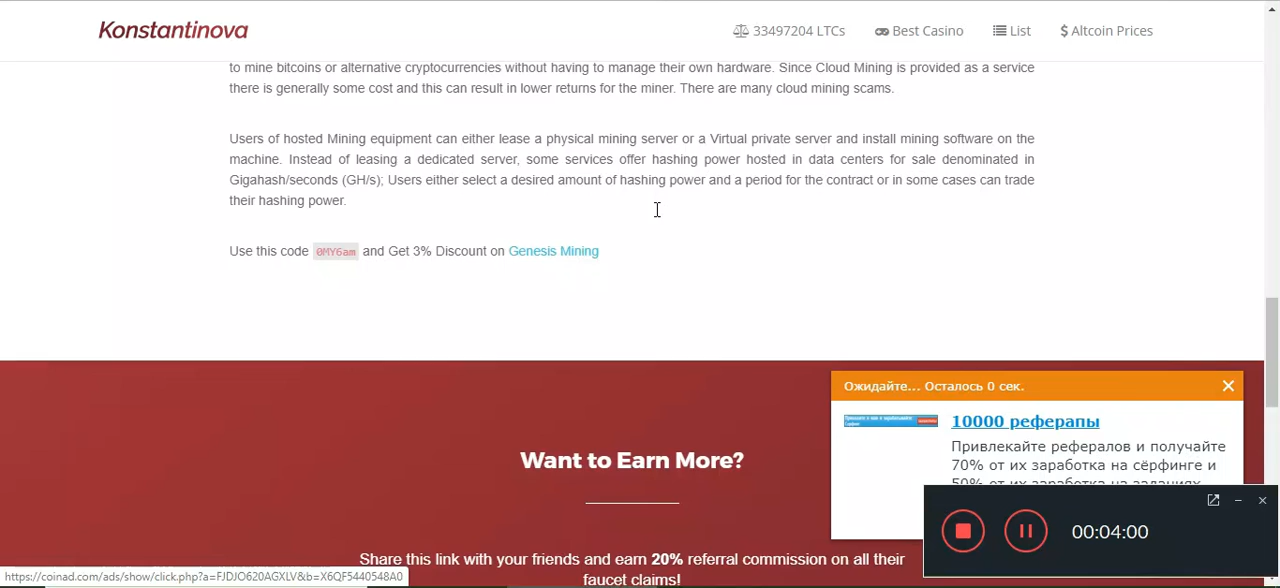 Konstantinova
33497204 LTCs
Best Casino
List
$ Altcoin Prices
to mine bitcoins or alternative cryptocurrencies without having to manage their own hardware. Since Cloud Mining is provided as a service
there is generally some cost and this can result in lower returns for the miner. There are many cloud mining scams.
Users of hosted Mining equipment can either lease a physical mining server or a Virtual private server and install mining software on the
machine. Instead of leasing a dedicated server, some services offer hashing power hosted in data centers for sale denominated in
Gigahash/seconds (GH/s); Users either select a desired amount of hashing power and a period for the contract or in some cases can trade
their hashing power.
Use this code 0MY6am and Get 3% Discount on Genesis Mining
Ожидайте... Осталось 0 сек.
10000 рефераты
Привлекайте рефералов и получайте
70% от их заработка на сёрфинге и
50% от их заработка на заданиях
Want to Earn More?
00:04:00
Share this link with your friends and earn 20% referral commission on all their
faucet claims!
https://coinad.com/ads/show/click.php?a=FJDJO620AGXLV&b=X6QF5440548A0